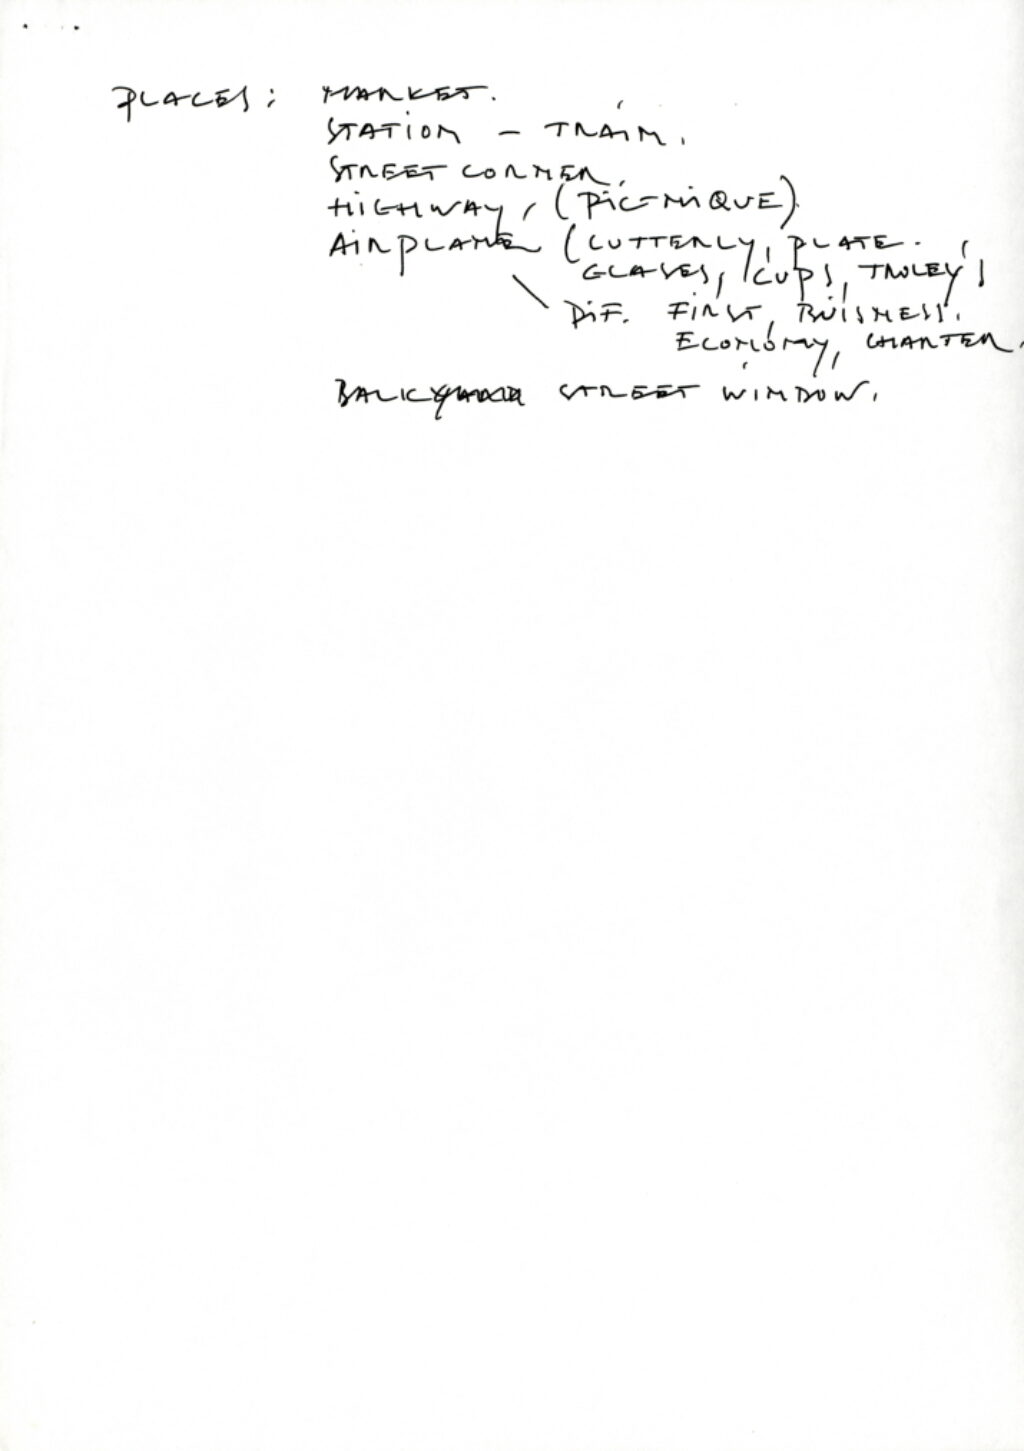 PLACES: MARKET.
STATION - TRAIN.
STREET CORNER.
HIGHWAY, (PIC-NIQUE)
AIRPLANE (CUTTERLY, PLATE.
GLASES, CUPS, TROLEY'S
DIF. FIRST, BUISNESS.
ECONOMY, CHARTER.
BACKYARD STREET WINDOW.